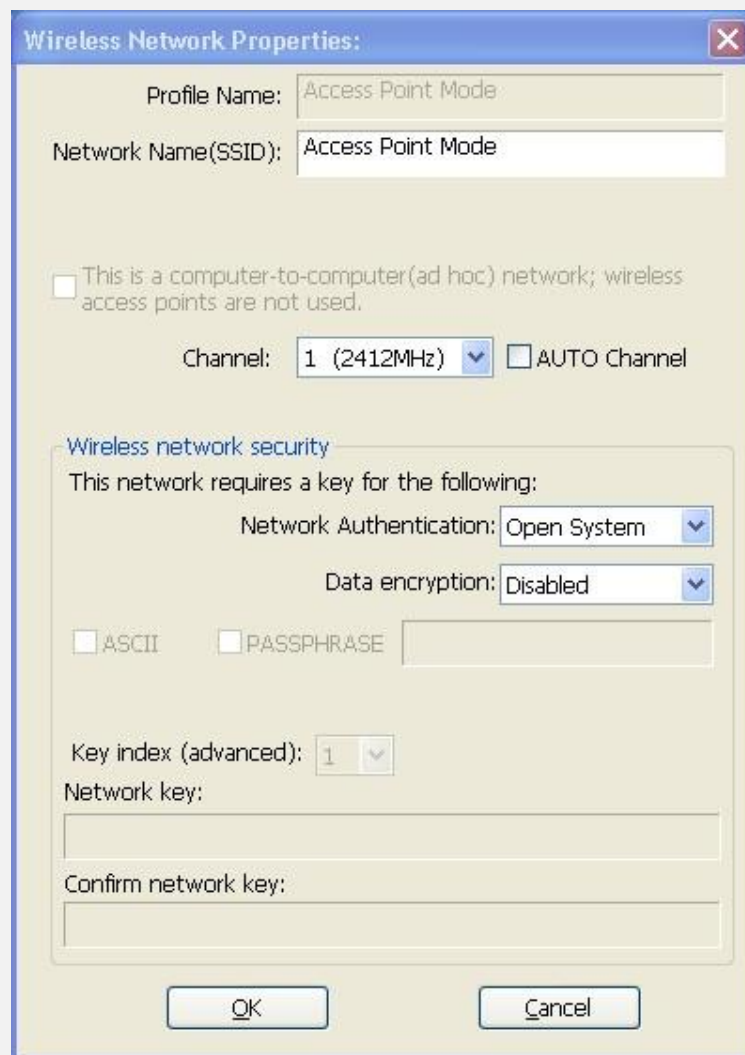 Wireless Network Properties:
Profile Name: Access Point Mode
Network Name(SSID): Access Point Mode
This is a computer-to-computer(ad hoc) network; wireless
access points are not used.
Channel: 1 (2412MHz) AUTO Channel
Wireless network security
This network requires a key for the following:
Network Authentication: Open System
Data encryption: Disabled
ASCII PASSPHRASE
Key index (advanced): 1
Network key:
Confirm network key:
OK Cancel